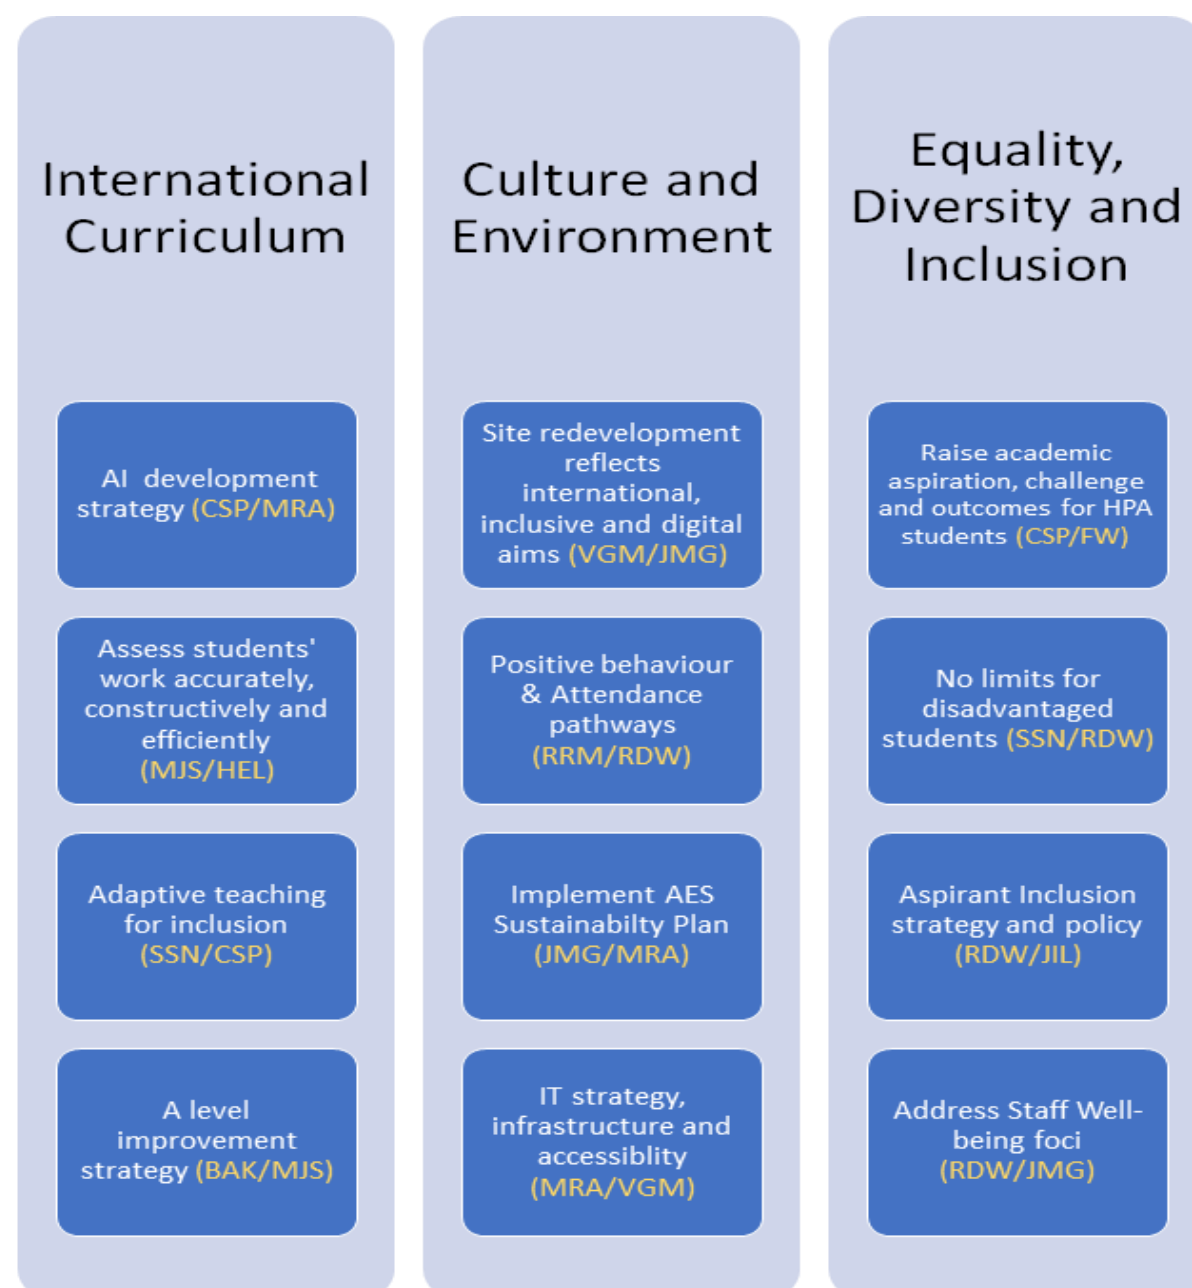 International
Curriculum
AI  development
strategy (CSP/MRA)
Assess students'
work accurately,
constructively and
efficiently
(MJS/HEL)
Adaptive teaching
for inclusion
(SSN/CSP)
A level
improvement
strategy (BAK/MJS)
Culture and
Environment
Site redevelopment
reflects
international,
inclusive and digital
aims (VGM/JMG)
Positive behaviour
& Attendance
pathways
(RRM/RDW)
Implement AES
Sustainabilty Plan
(JMG/MRA)
IT strategy,
infrastructure and
accessiblity
(MRA/VGM)
Equality,
Diversity and
Inclusion
Raise academic
aspiration, challenge
and outcomes for HPA
students (CSP/FW)
No limits for
disadvantaged
students (SSN/RDW)
Aspirant Inclusion
strategy and policy
(RDW/JIL)
Address Staff Well-
being foci
(RDW/JMG)